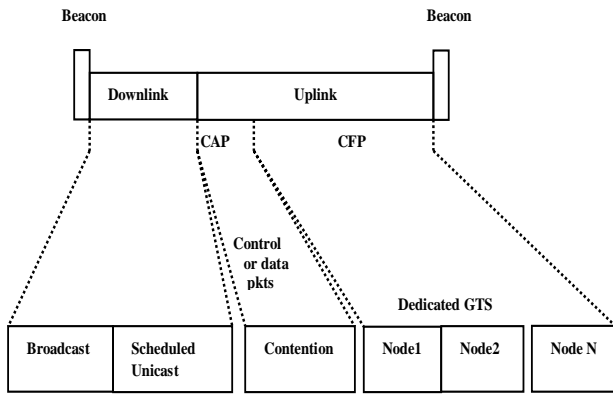 Beacon
Beacon
Downlink
Uplink
CAP
CFP
Control
or data
pkts
Dedicated GTS
Broadcast
Scheduled
Unicast
Contention
Node1
Node2
Node N